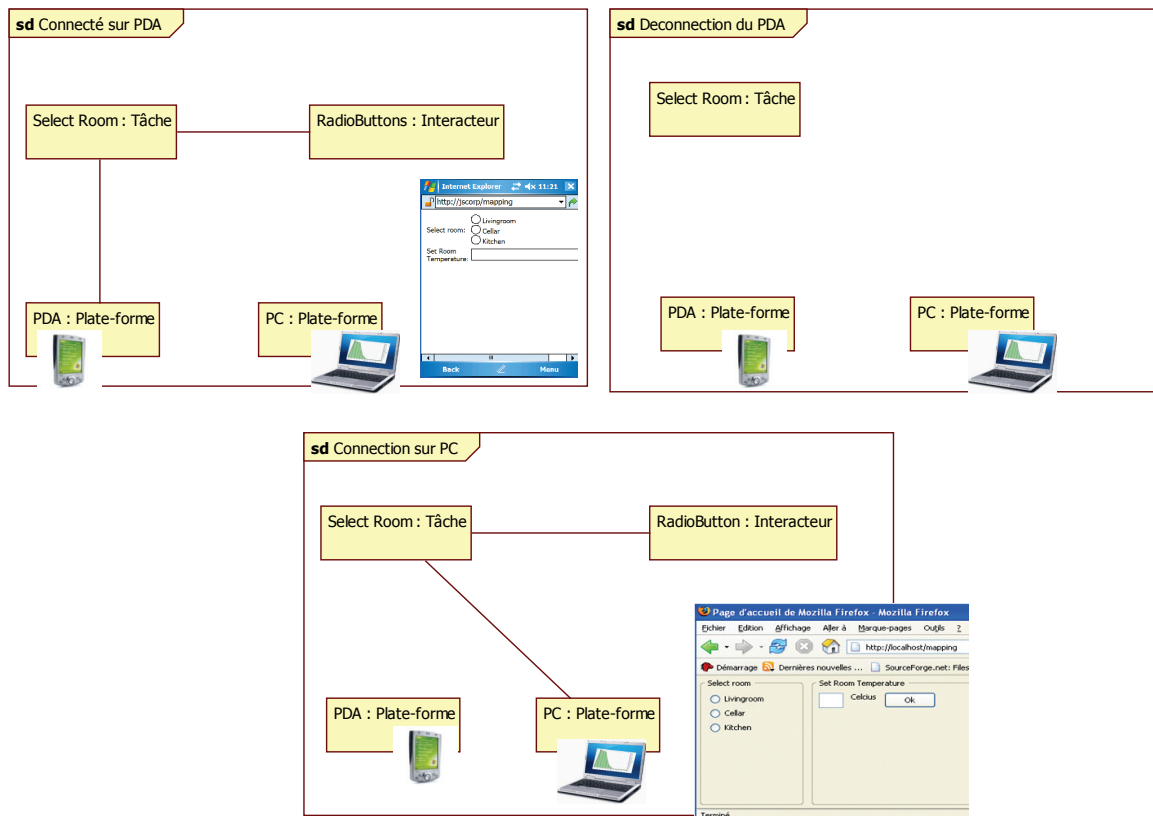 sd Connecté sur PDA
Select Room : Tâche
RadioButtons : Interacteur
PDA : Plate-forme
PC : Plate-forme
Internet Explorer 11:21
http://jscorp/mapping
Select room:
Livingroom
Cellar
Kitchen
Set Room
Temperature:
Back Menu
sd Deconnection du PDA
Select Room : Tâche
PDA : Plate-forme
PC : Plate-forme
sd Connection sur PC
Select Room : Tâche
RadioButton : Interacteur
PDA : Plate-forme
PC : Plate-forme
Page d'accueil de Mozilla Firefox - Mozilla Firefox
Fichier Edition Affichage Aller à Marque-pages Outils ?
http://localhost/mapping
Démarrage Dernières nouvelles ... SourceForge.net: Files
Select room
Livingroom
Cellar
Kitchen
Set Room Temperature
Celcius Ok
Terminé